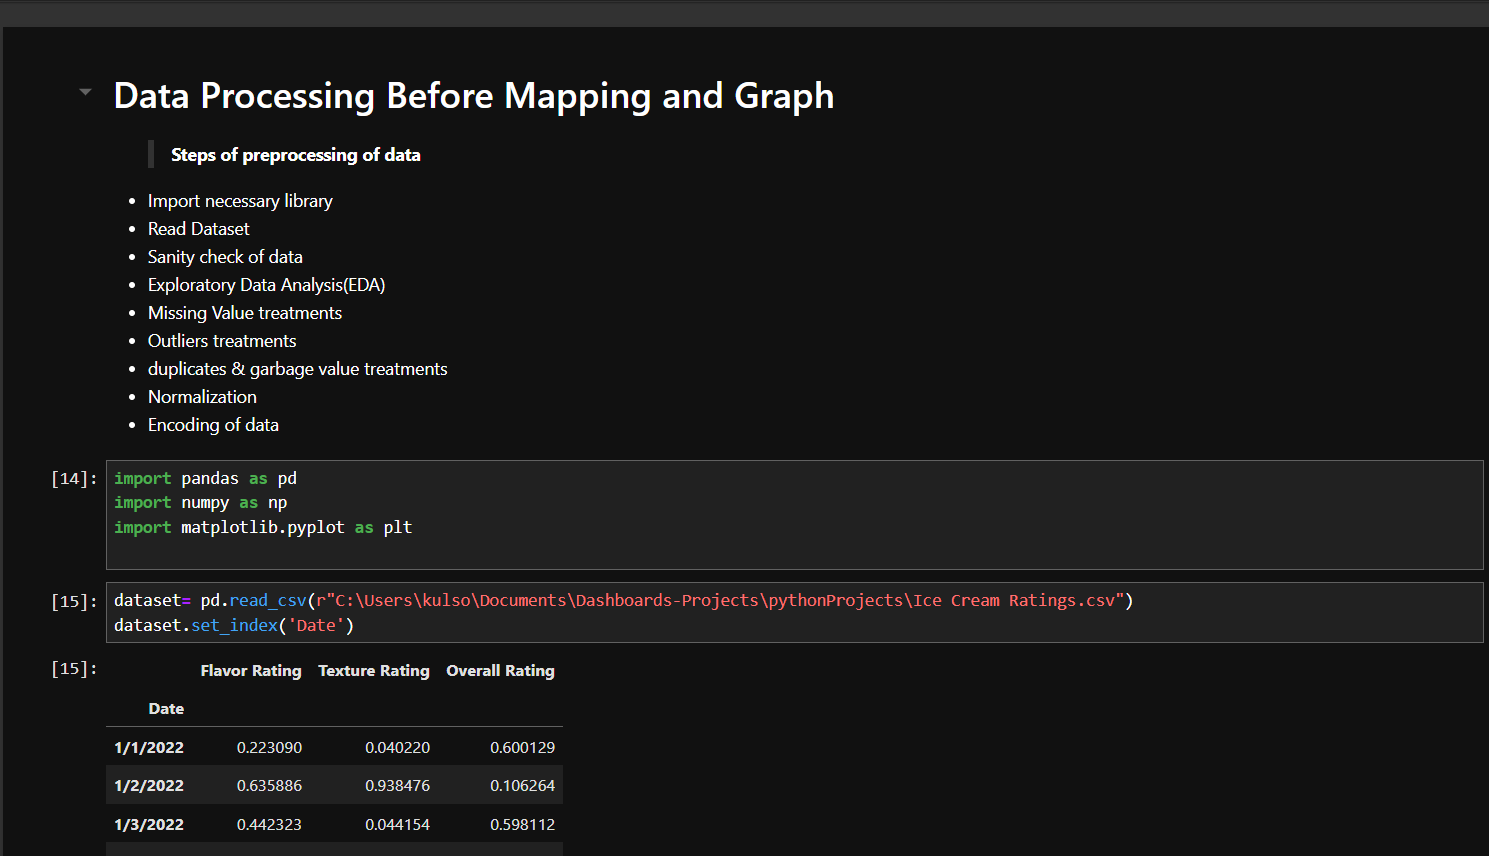 Data Processing Before Mapping and Graph
Steps of preprocessing of data
• Import necessary library
• Read Dataset
• Sanity check of data
• Exploratory Data Analysis(EDA)
• Missing Value treatments
• Outliers treatments
• duplicates & garbage value treatments
• Normalization
• Encoding of data
[14]: import pandas as pd
import numpy as np
import matplotlib.pyplot as plt
[15]: dataset= pd.read_csv(r"C:\Users\kulso\Documents\Dashboards-Projects\pythonProjects\Ice Cream Ratings.csv")
dataset.set_index('Date')
[15]: Flavor Rating Texture Rating Overall Rating
Date
1/1/2022 0.223090 0.040220 0.600129
1/2/2022 0.635886 0.938476 0.106264
1/3/2022 0.442323 0.044154 0.598112